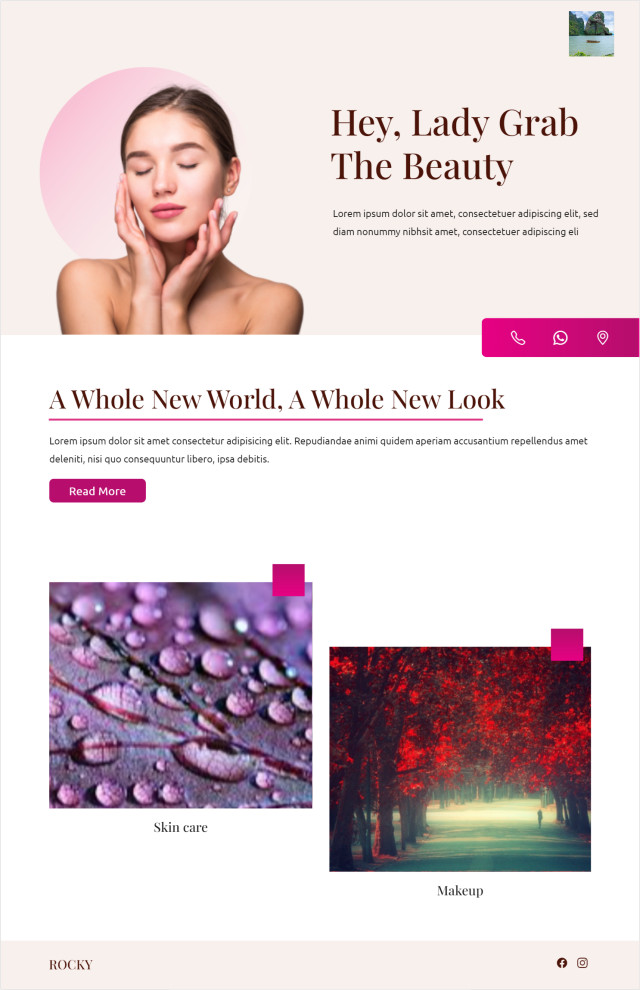 Hey, Lady Grab
The Beauty
Lorem ipsum dolor sit amet, consectetuer adipiscing elit, sed
diam nonummy nibhsit amet, consectetuer adipiscing eli
A Whole New World, A Whole New Look
Lorem ipsum dolor sit amet consectetur adipisicing elit. Repudiandae animi quidem aperiam accusantium repellendus amet
deleniti, nisi quo consequuntur libero, ipsa debitis.
Read More
Skin care
Makeup
ROCKY